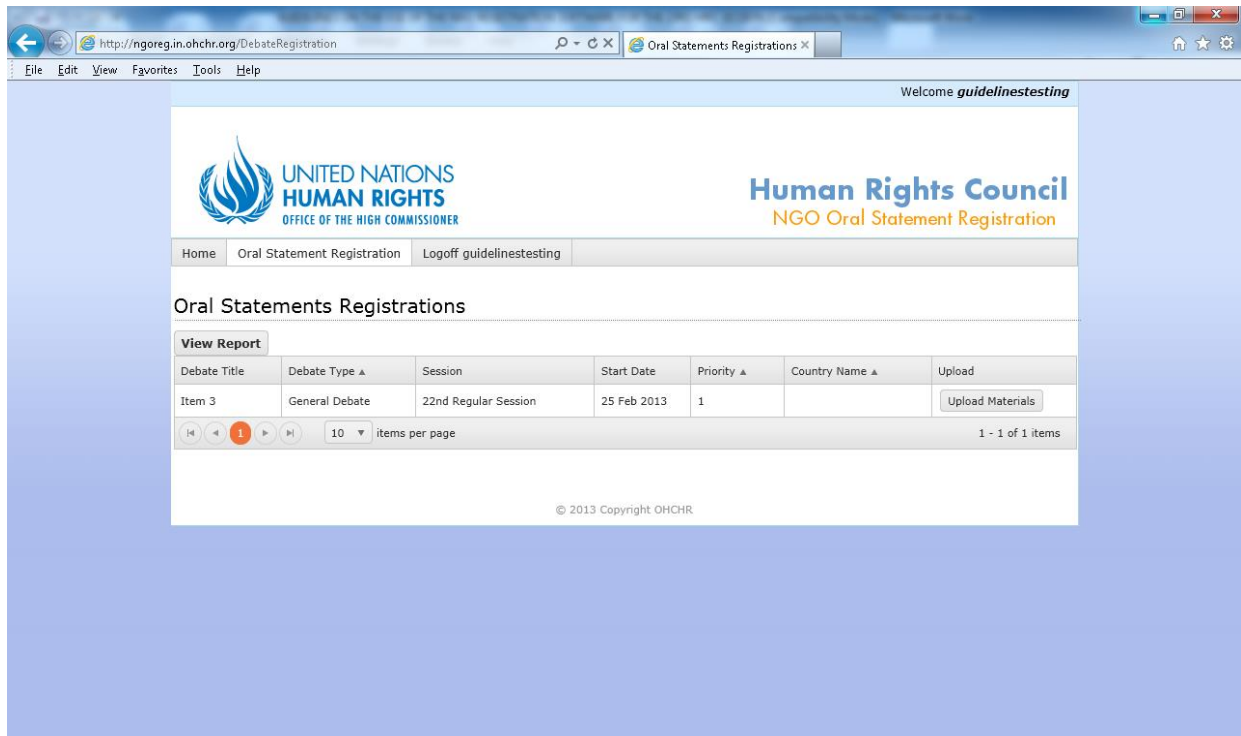 http://ngoreg.in.ohchr.org/DebateRegistration
Oral Statements Registrations
File Edit View Favorites Tools Help
Welcome guidelinestesting
UNITED NATIONS
HUMAN RIGHTS
OFFICE OF THE HIGH COMMISSIONER
Human Rights Council
NGO Oral Statement Registration
Home Oral Statement Registration Logoff guidelinestesting
Oral Statements Registrations
View Report
Debate Title Debate Type ▲ Session Start Date Priority ▲ Country Name ▲ Upload
Item 3 General Debate 22nd Regular Session 25 Feb 2013 1 Upload Materials
1 10 items per page 1 - 1 of 1 items
© 2013 Copyright OHCHR